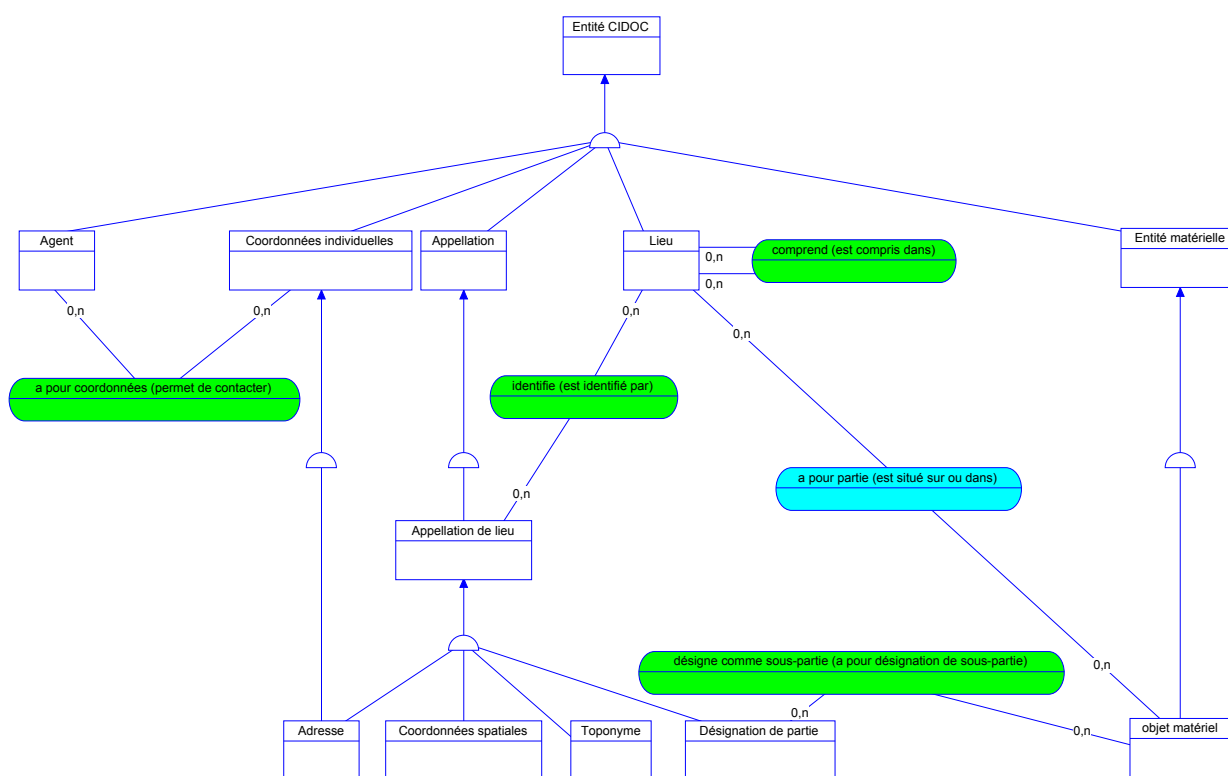 Entité CIDOC
Agent
Coordonnées individuelles
Appellation
Lieu
Entité matérielle
comprend (est compris dans)
0,n
0,n
0,n
0,n
0,n
0,n
a pour coordonnées (permet de contacter)
identifie (est identifié par)
a pour partie (est situé sur ou dans)
0,n
Appellation de lieu
désigne comme sous-partie (a pour désignation de sous-partie)
0,n
0,n
0,n
Adresse
Coordonnées spatiales
Toponyme
Désignation de partie
objet matériel